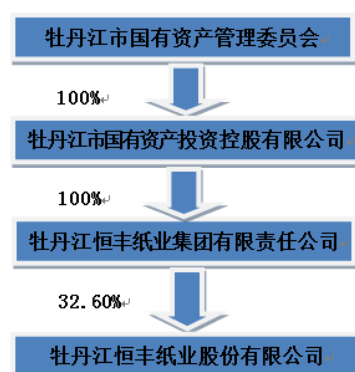 牡丹江市国有资产管理委员会
100%
牡丹江市国有资产投资控股有限公司
100%
牡丹江恒丰纸业集团有限责任公司
32.60%
牡丹江恒丰纸业股份有限公司